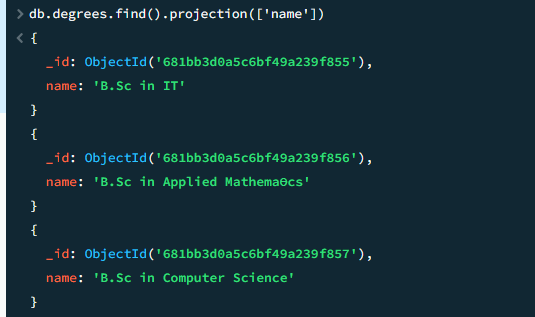 > db.degrees.find().projection(['name'])
< {
_id: ObjectId('681bb3d0a5c6bf49a239f855'),
name: 'B.Sc in IT'
}
{
_id: ObjectId('681bb3d0a5c6bf49a239f856'),
name: 'B.Sc in Applied MathemaƟcs'
}
{
_id: ObjectId('681bb3d0a5c6bf49a239f857'),
name: 'B.Sc in Computer Science'
}